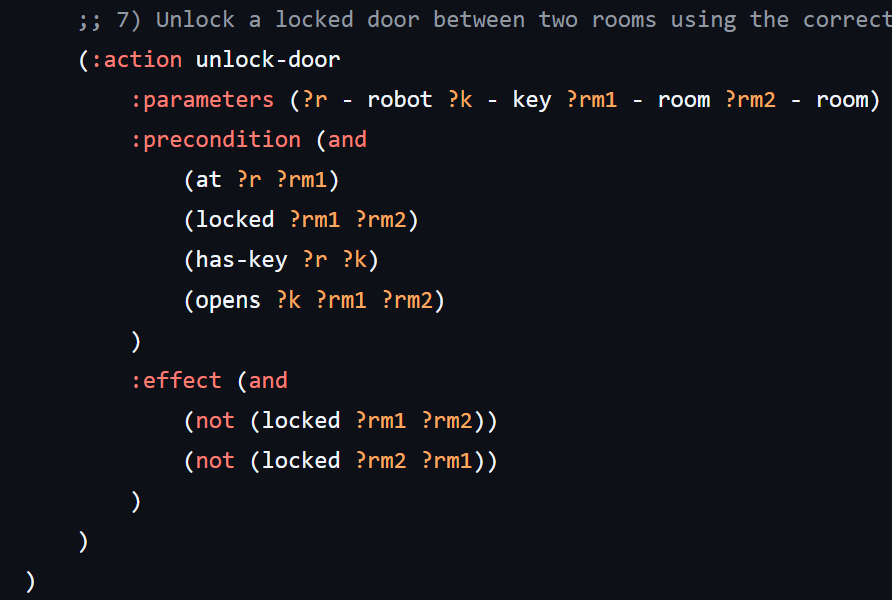 ;; 7) Unlock a locked door between two rooms using the correct
(:action unlock-door
:parameters (?r - robot ?k - key ?rm1 - room ?rm2 - room)
:precondition (and
(at ?r ?rm1)
(locked ?rm1 ?rm2)
(has-key ?r ?k)
(opens ?k ?rm1 ?rm2)
)
:effect (and
(not (locked ?rm1 ?rm2))
(not (locked ?rm2 ?rm1))
)
)
)